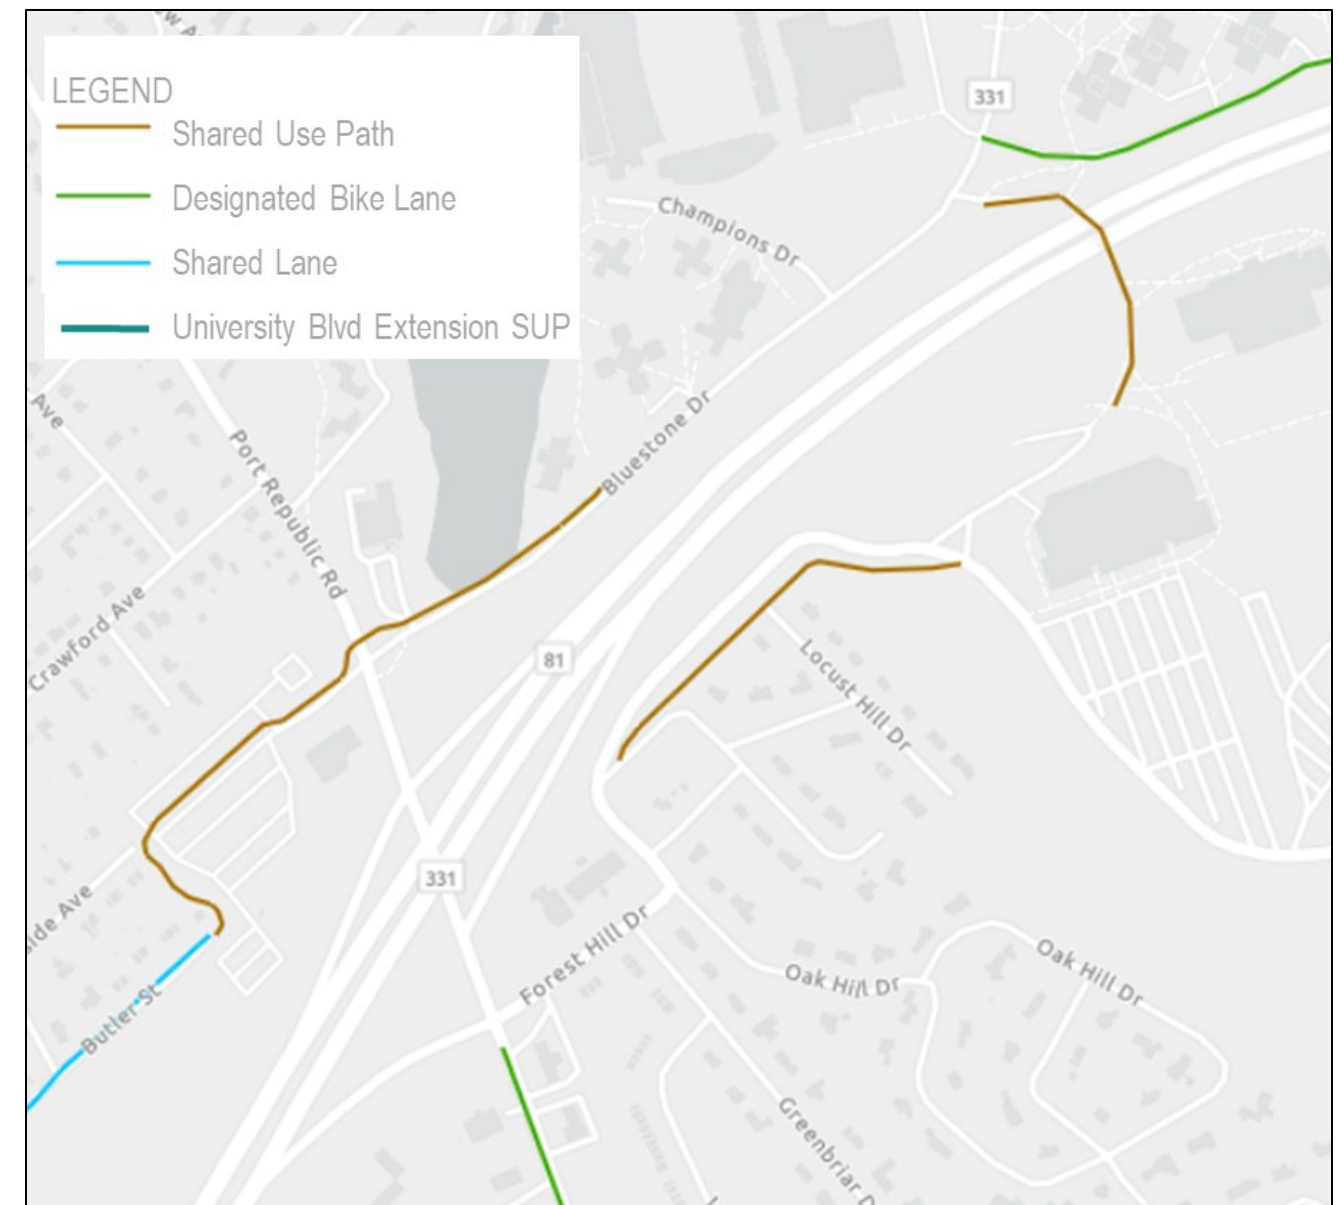 LEGEND
Shared Use Path
Designated Bike Lane
Shared Lane
University Blvd Extension SUP
331
Champions Dr
Ave
Port Republic Rd
Bluestone Dr
Crawford Ave
81
Locust Hill Dr
331
Ave
Butler St
Forest Hill Dr
Oak Hill Dr
Oak Hill Dr
Greenbriar